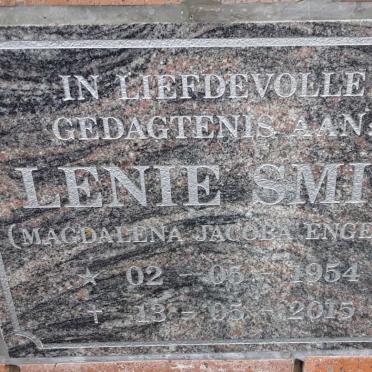 IN LIEFDEVOLLE
GEDAGTENIS AAN:
LENIE SMI
(MAGDALENA JACOBA ENGE
02 - 05 - 1954
13 - 05 - 2015